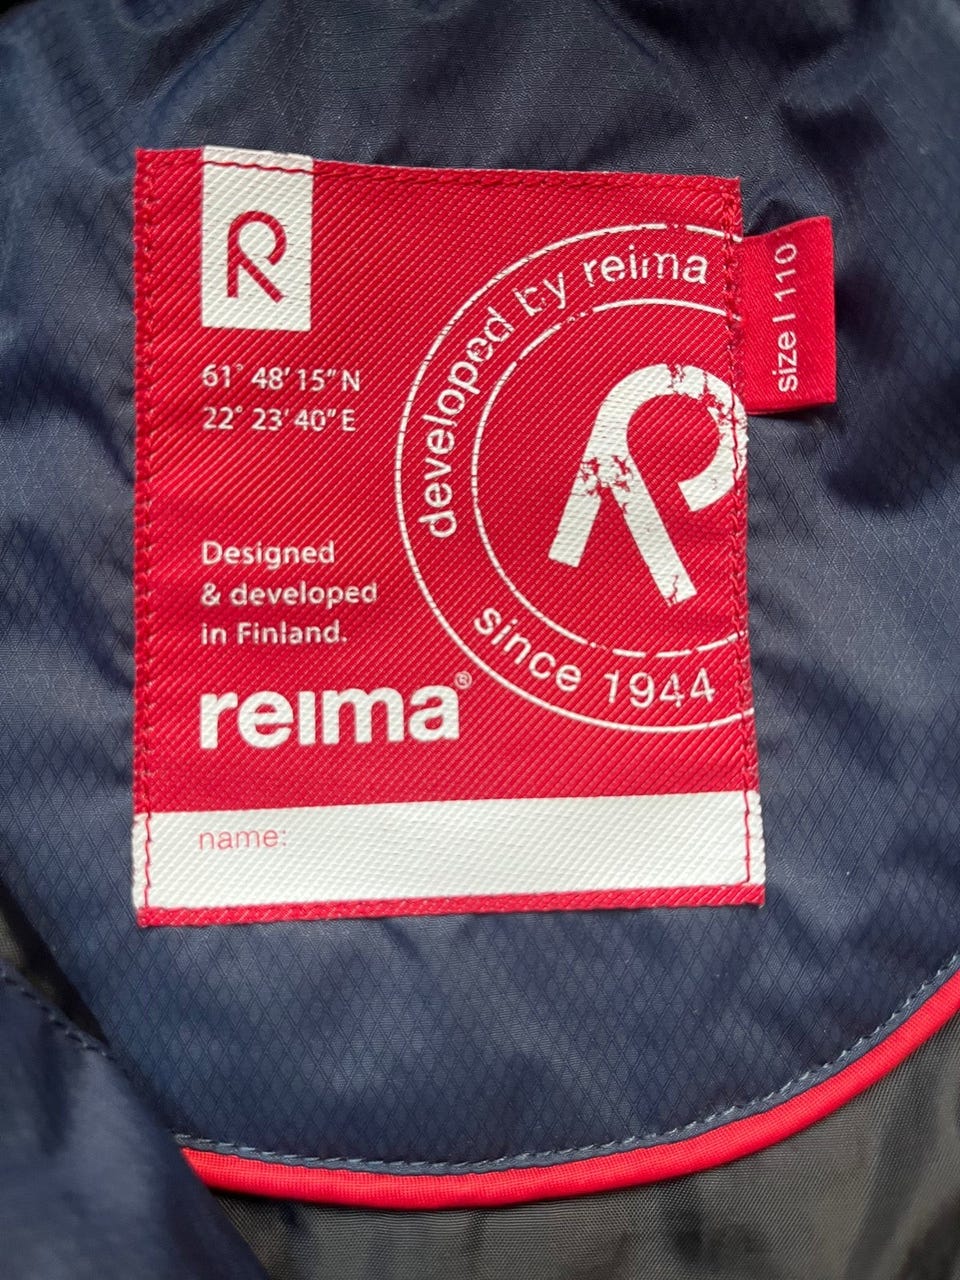 61° 48' 15" N
22° 23' 40" E
Designed
& developed
in Finland.
reima®
name:
developed by reima
since 1944
size | 110